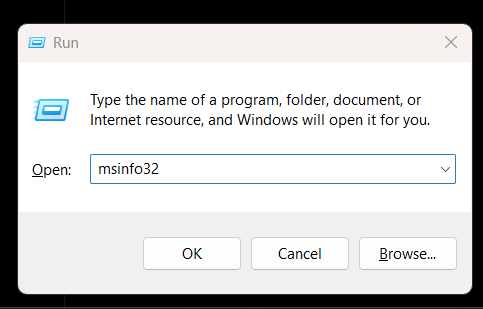 Run
Type the name of a program, folder, document, or
Internet resource, and Windows will open it for you.
Open: msinfo32
OK Cancel Browse...